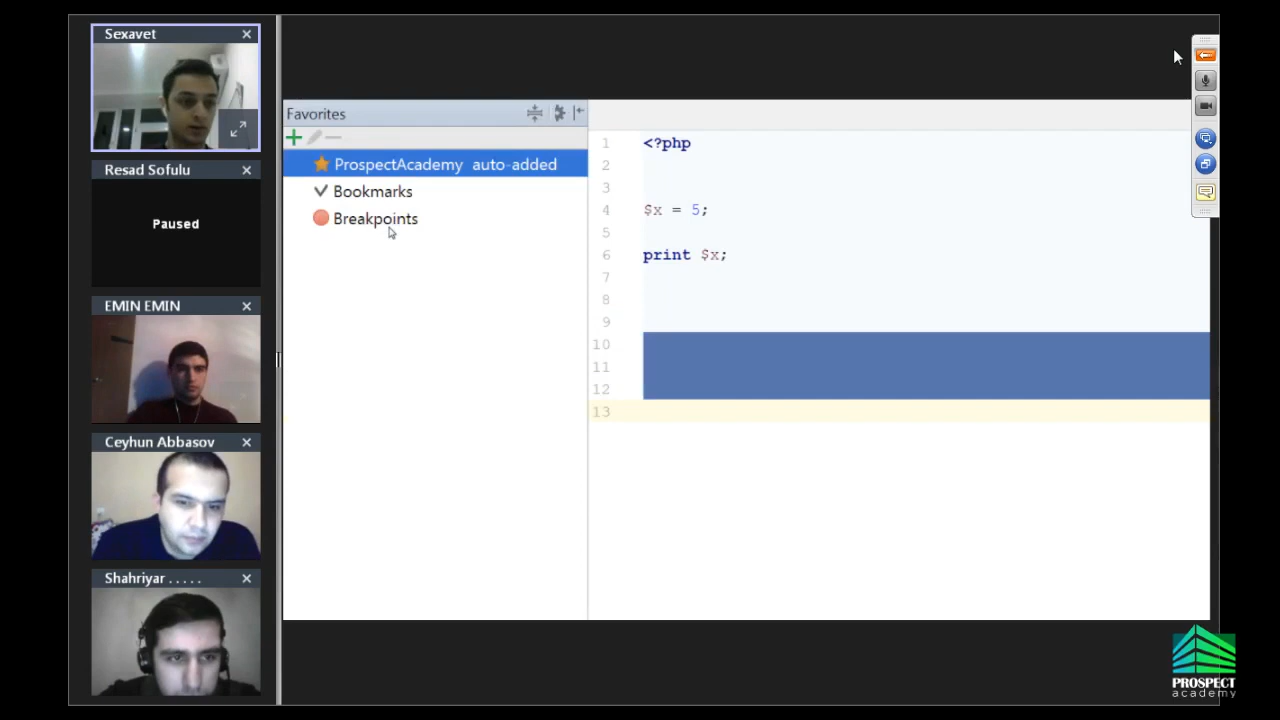 Sexavet
Resad Sofulu
Paused
EMIN EMIN
Ceyhun Abbasov
Shahriyar . . . . .
Favorites
ProspectAcademy auto-added
Bookmarks
Breakpoints
1 <?php
2
3
4 $x = 5;
5
6 print $x;
7
8
9
10
11
12
13
PROSPECT
academy